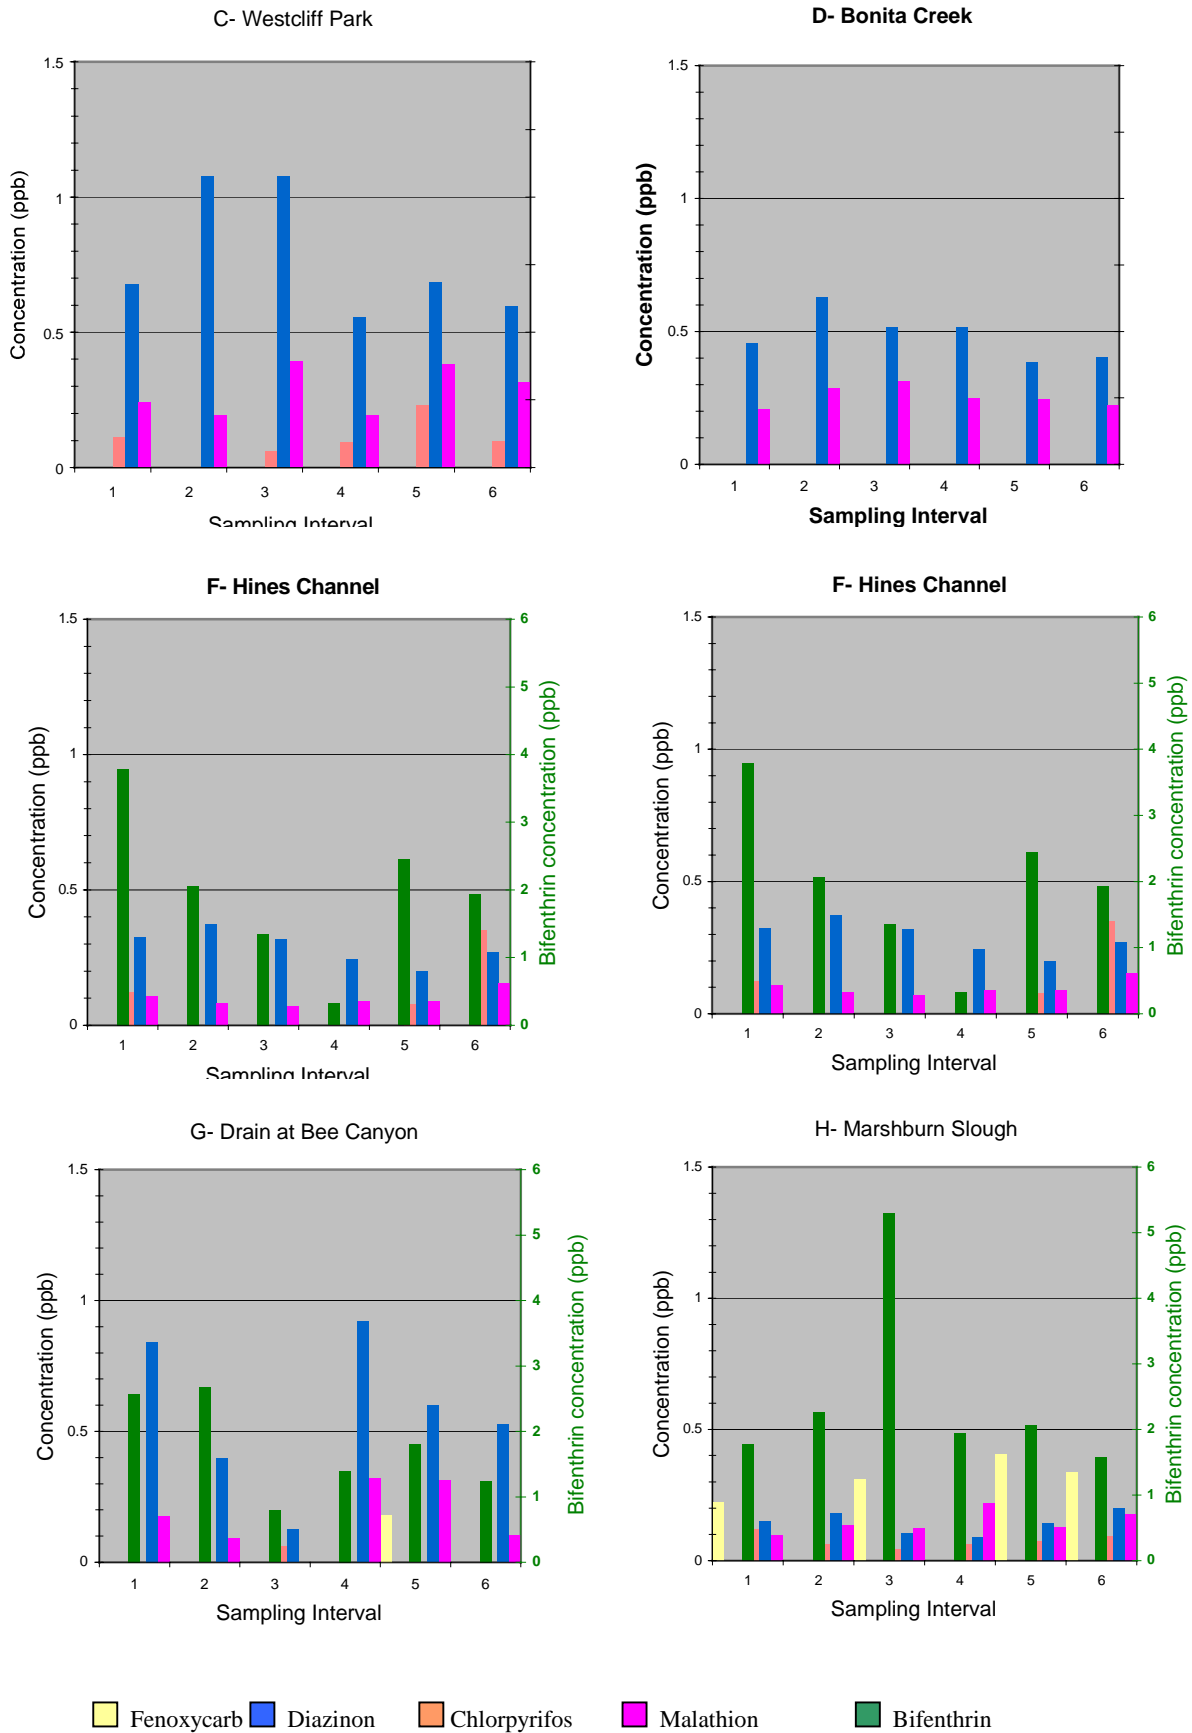 C- Westcliff Park
D- Bonita Creek
1.5
1
0.5
0
Concentration (ppb)
1 2 3 4 5 6
Sampling Interval
1.5
1
0.5
0
Concentration (ppb)
1 2 3 4 5 6
Sampling Interval
F- Hines Channel
1.5
1
0.5
0
Concentration (ppb)
6
5
4
3
2
1
0
Bifenthrin concentration (ppb)
1 2 3 4 5 6
Sampling Interval
F- Hines Channel
1.5
1
0.5
0
Concentration (ppb)
6
5
4
3
2
1
0
Bifenthrin concentration (ppb)
1 2 3 4 5 6
Sampling Interval
G- Drain at Bee Canyon
1.5
1
0.5
0
Concentration (ppb)
6
5
4
3
2
1
0
Bifenthrin concentration (ppb)
1 2 3 4 5 6
Sampling Interval
H- Marshburn Slough
1.5
1
0.5
0
Concentration (ppb)
6
5
4
3
2
1
0
Bifenthrin concentration (ppb)
1 2 3 4 5 6
Sampling Interval
Fenoxycarb Diazinon Chlorpyrifos Malathion Bifenthrin